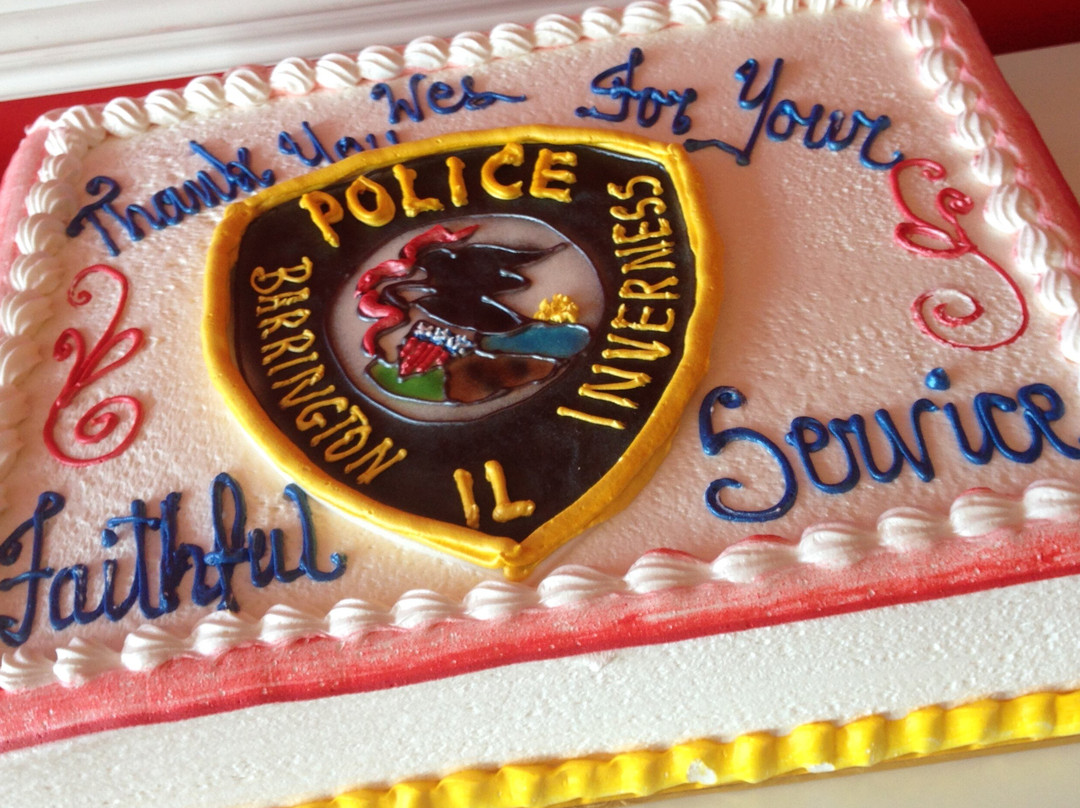 Thank You Wes For Your
POLICE
BARRINGTON
INVERNESS
IL
Faithful Service